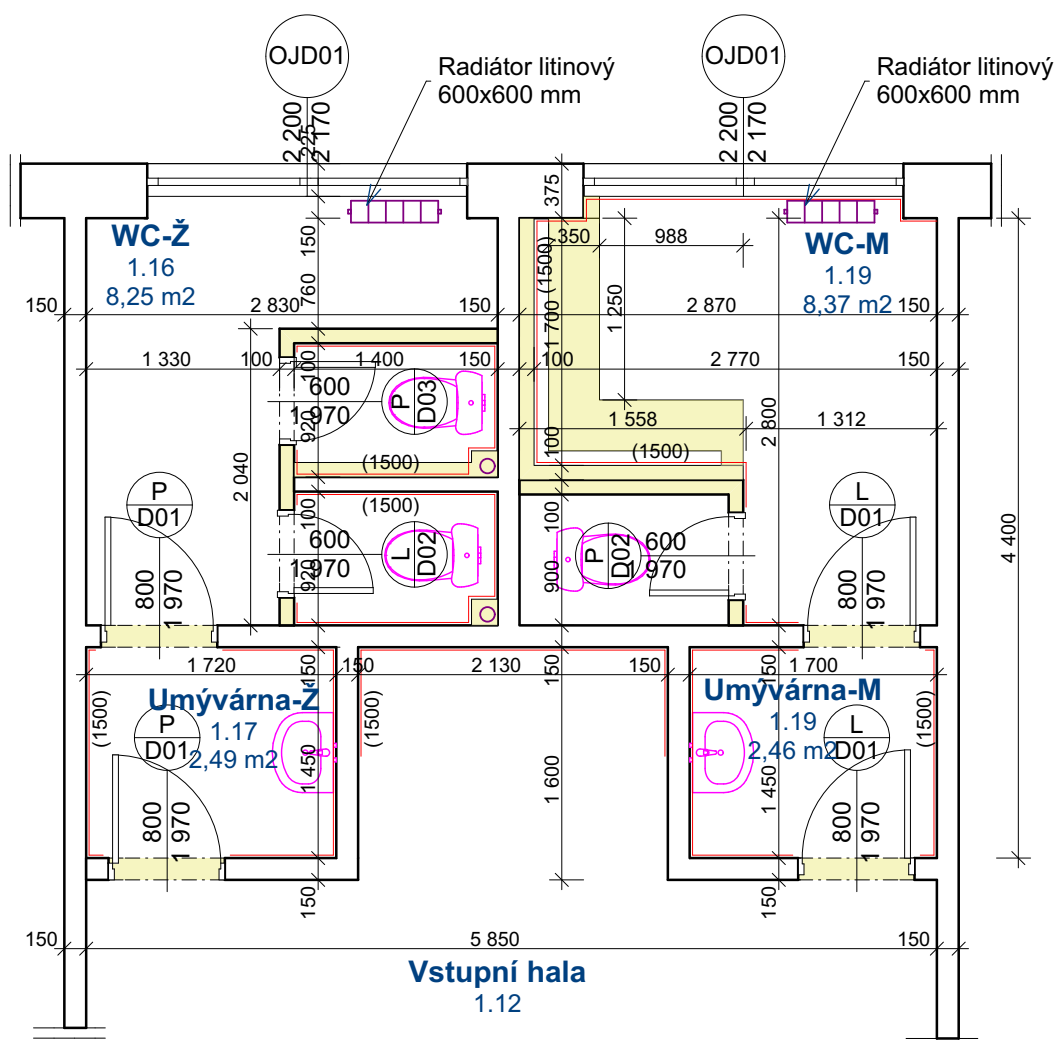 OJD01
OJD01
Radiátor litinový
600x600 mm
Radiátor litinový
600x600 mm
2 200
225
2 170
2 200
2 170
375
WC-Ž
1.16
8,25 m2
WC-M
1.19
8,37 m2
150
760
350
988
(1500)
1 700
1 250
150
2 830
150
2 870
150
1 330
100
1 400
150
100
2 770
150
100
920
600
1 970
P
D03
(1500)
100
1 558
1 312
(1500)
2 800
2 040
4 400
P
D01
800
1 970
(1500)
100
920
600
1 970
L
D02
100
900
P
D02
600
1 970
L
D01
800
1 970
1 720
150
150
2 130
150
150
150
1 700
Umývárna-Ž
1.17
2,49 m2
Umývárna-M
1.19
2,46 m2
(1500)
(1500)
(1500)
P
D01
800
1 970
1 450
1 600
1 450
L
D01
800
1 970
150
150
150
5 850
150
Vstupní hala
1.12